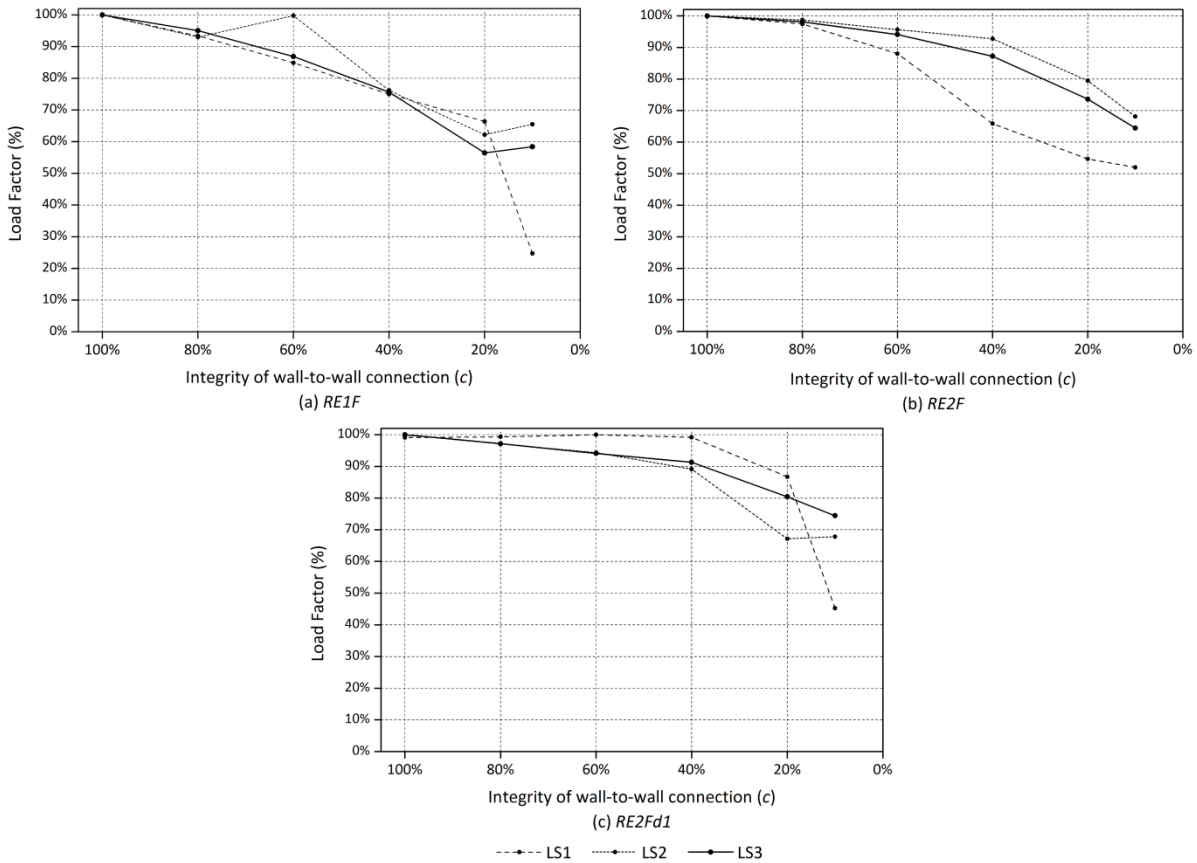 100%
90%
80%
70%
60%
50%
40%
30%
20%
10%
0%
Load Factor (%)
100% 80% 60% 40% 20% 0%
Integrity of wall-to-wall connection (c)
(a) RE1F
100%
90%
80%
70%
60%
50%
40%
30%
20%
10%
0%
Load Factor (%)
100% 80% 60% 40% 20% 0%
Integrity of wall-to-wall connection (c)
(b) RE2F
100%
90%
80%
70%
60%
50%
40%
30%
20%
10%
0%
Load Factor (%)
100% 80% 60% 40% 20% 0%
Integrity of wall-to-wall connection (c)
(c) RE2Fd1
LS1 LS2 LS3